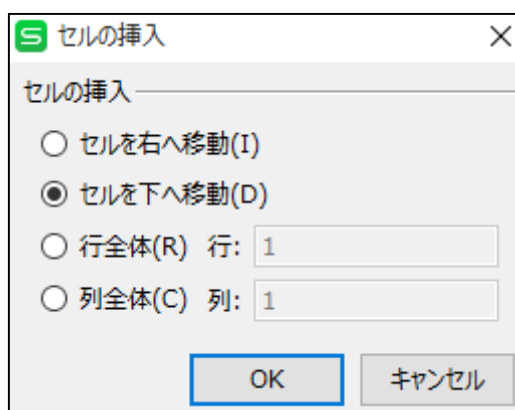 セルの挿入
セルの挿入
セルを右へ移動(I)
セルを下へ移動(D)
行全体(R) 行: 1
列全体(C) 列: 1
OK キャンセル